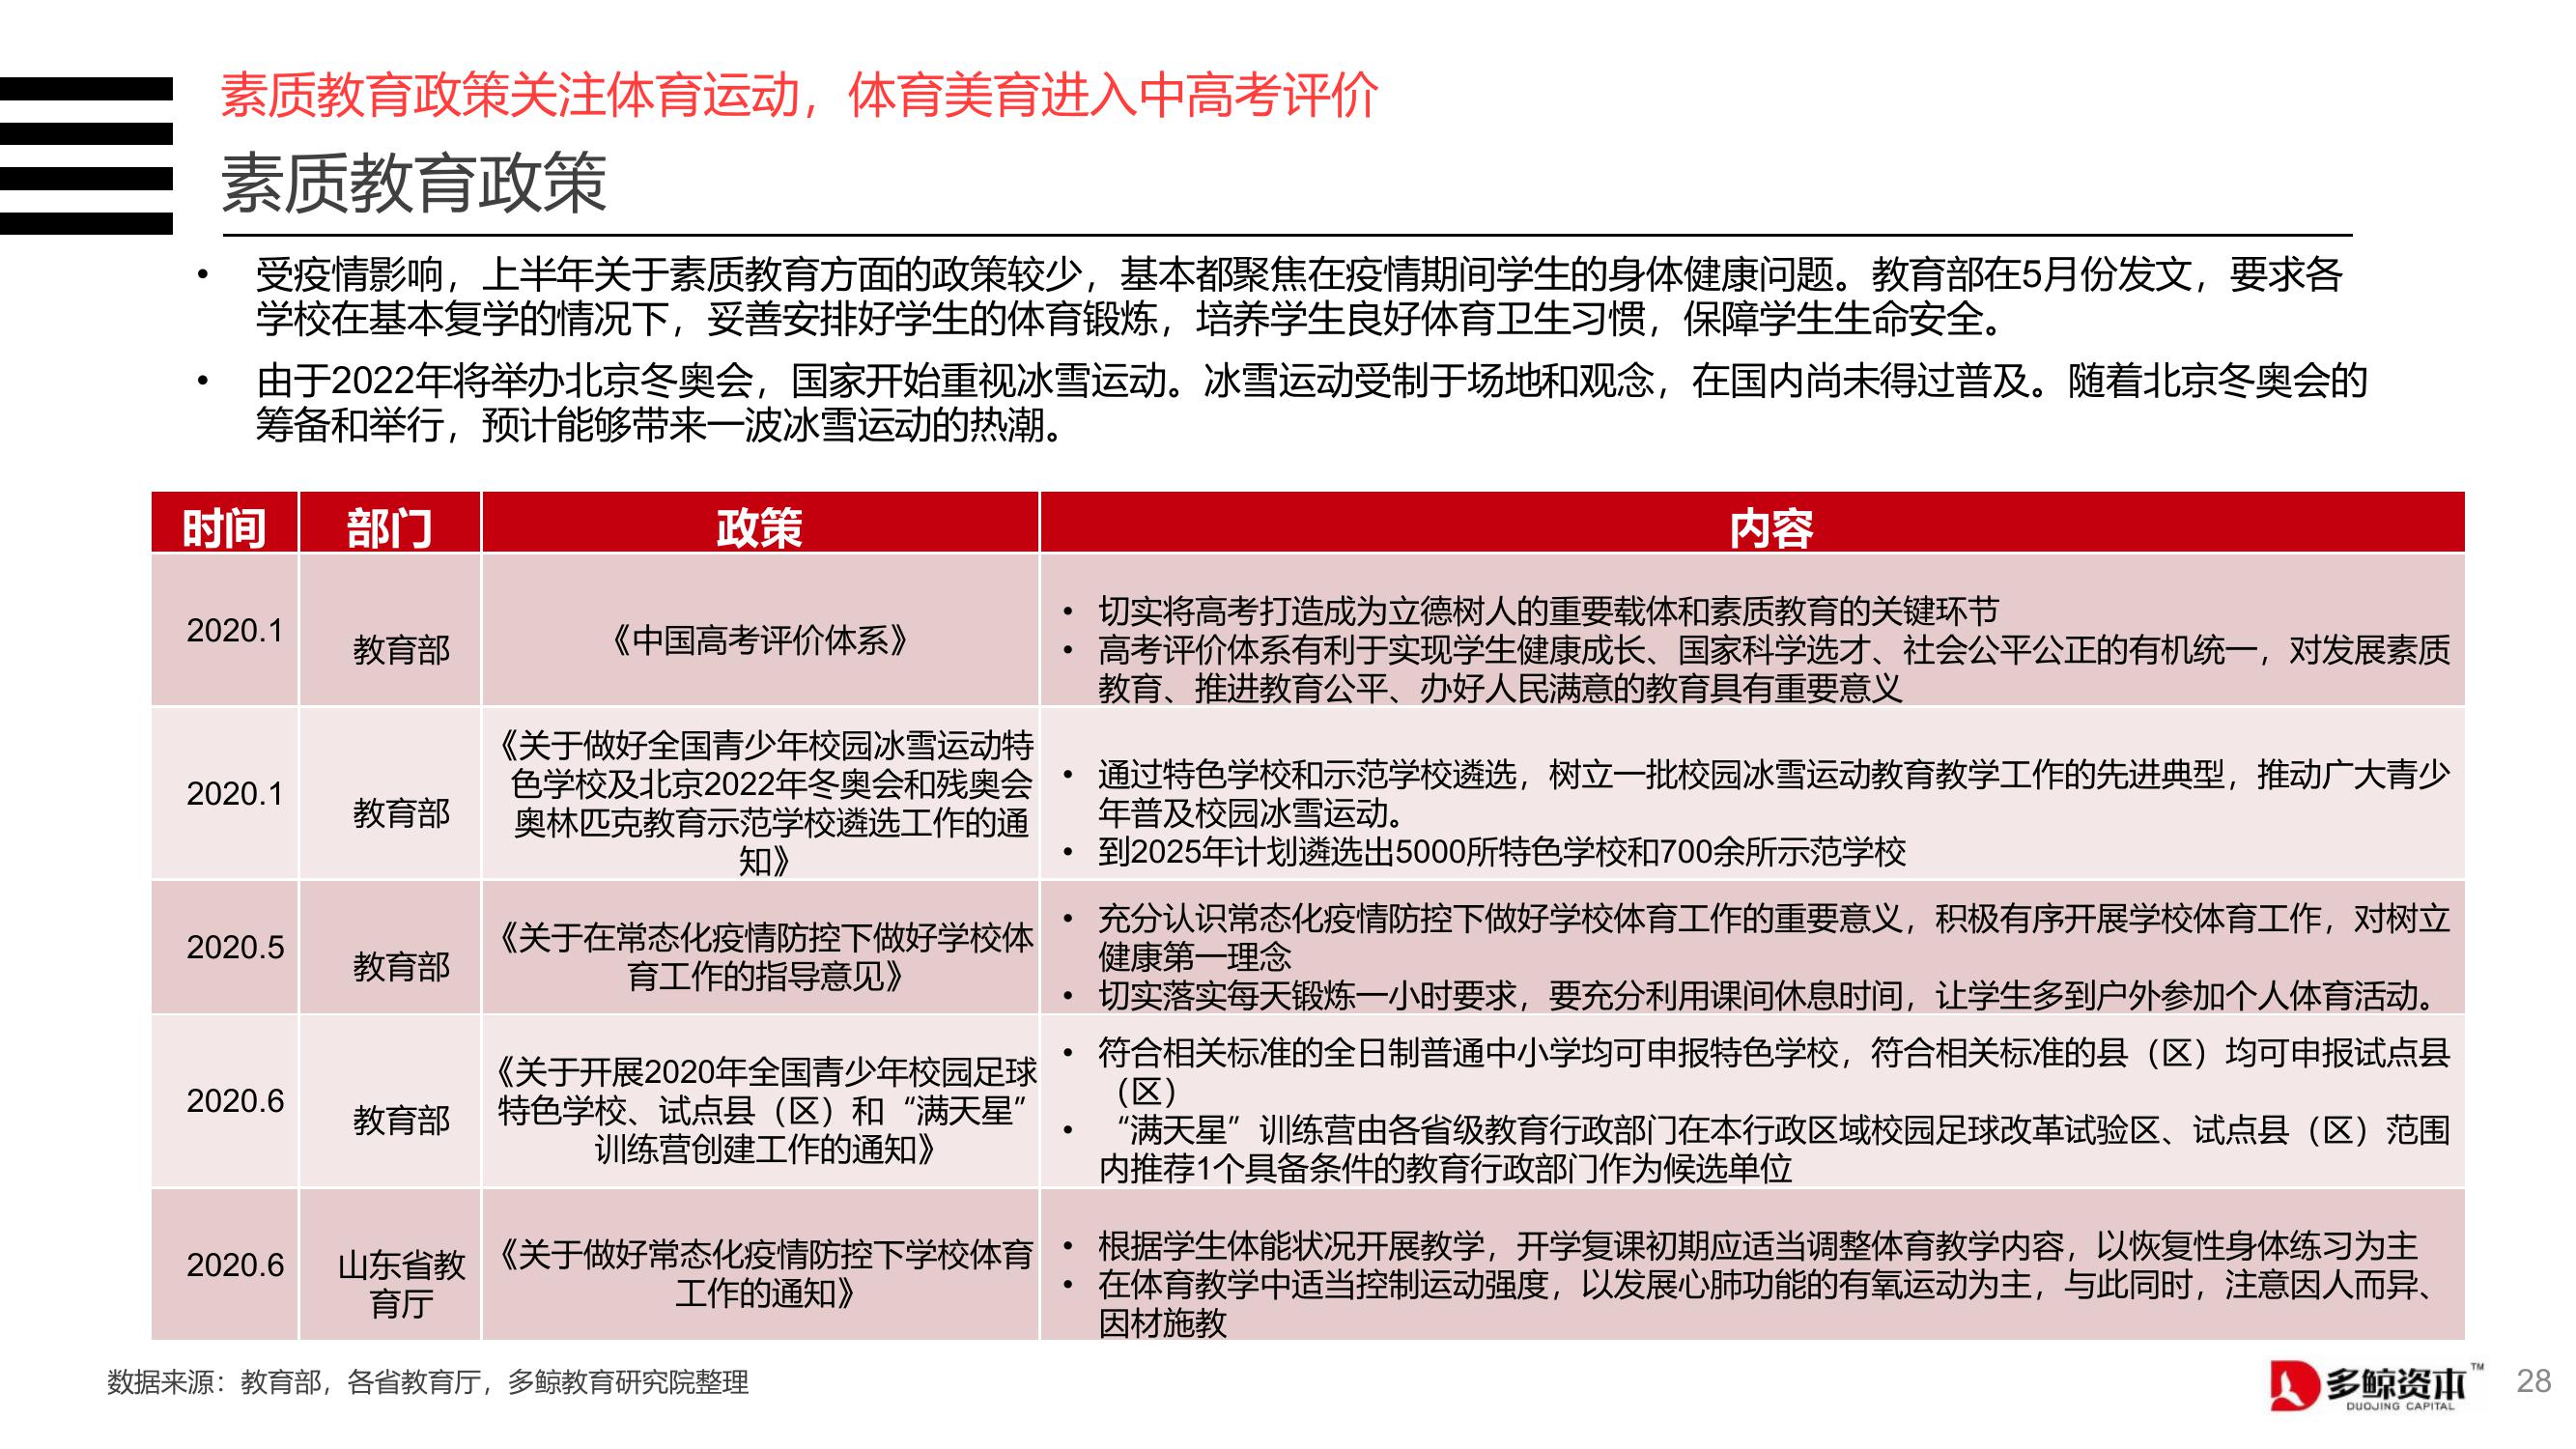 素质教育政策关注体育运动，体育美育进入中高考评价
素质教育政策
• 受疫情影响，上半年关于素质教育方面的政策较少，基本都聚焦在疫情期间学生的身体健康问题。教育部在5月份发文，要求各
学校在基本复学的情况下，妥善安排好学生的体育锻炼，培养学生良好体育卫生习惯，保障学生生命安全。
• 由于2022年将举办北京冬奥会，国家开始重视冰雪运动。冰雪运动受制于场地和观念，在国内尚未得过普及。随着北京冬奥会的
筹备和举行，预计能够带来一波冰雪运动的热潮。
时间 部门 政策 内容
2020.1
教育部
《中国高考评价体系》
• 切实将高考打造成为立德树人的重要载体和素质教育的关键环节
• 高考评价体系有利于实现学生健康成长、国家科学选才、社会公平公正的有机统一，对发展素质
教育、推进教育公平、办好人民满意的教育具有重要意义
2020.1
教育部
《关于做好全国青少年校园冰雪运动特
色学校及北京2022年冬奥会和残奥会
奥林匹克教育示范学校遴选工作的通
知》
• 通过特色学校和示范学校遴选，树立一批校园冰雪运动教育教学工作的先进典型，推动广大青少
年普及校园冰雪运动。
• 到2025年计划遴选出5000所特色学校和700余所示范学校
2020.5
教育部
《关于在常态化疫情防控下做好学校体
育工作的指导意见》
• 充分认识常态化疫情防控下做好学校体育工作的重要意义，积极有序开展学校体育工作，对树立
健康第一理念
• 切实落实每天锻炼一小时要求，要充分利用课间休息时间，让学生多到户外参加个人体育活动。
2020.6
教育部
《关于开展2020年全国青少年校园足球
特色学校、试点县（区）和“满天星”
训练营创建工作的通知》
• 符合相关标准的全日制普通中小学均可申报特色学校，符合相关标准的县（区）均可申报试点县
（区）
• “满天星”训练营由各省级教育行政部门在本行政区域校园足球改革试验区、试点县（区）范围
内推荐1个具备条件的教育行政部门作为候选单位
2020.6
山东省教
育厅
《关于做好常态化疫情防控下学校体育
工作的通知》
• 根据学生体能状况开展教学，开学复课初期应适当调整体育教学内容，以恢复性身体练习为主
• 在体育教学中适当控制运动强度，以发展心肺功能的有氧运动为主，与此同时，注意因人而异、
因材施教
数据来源：教育部，各省教育厅，多鲸教育研究院整理
多鲸资本™
DUOJING CAPITAL
28